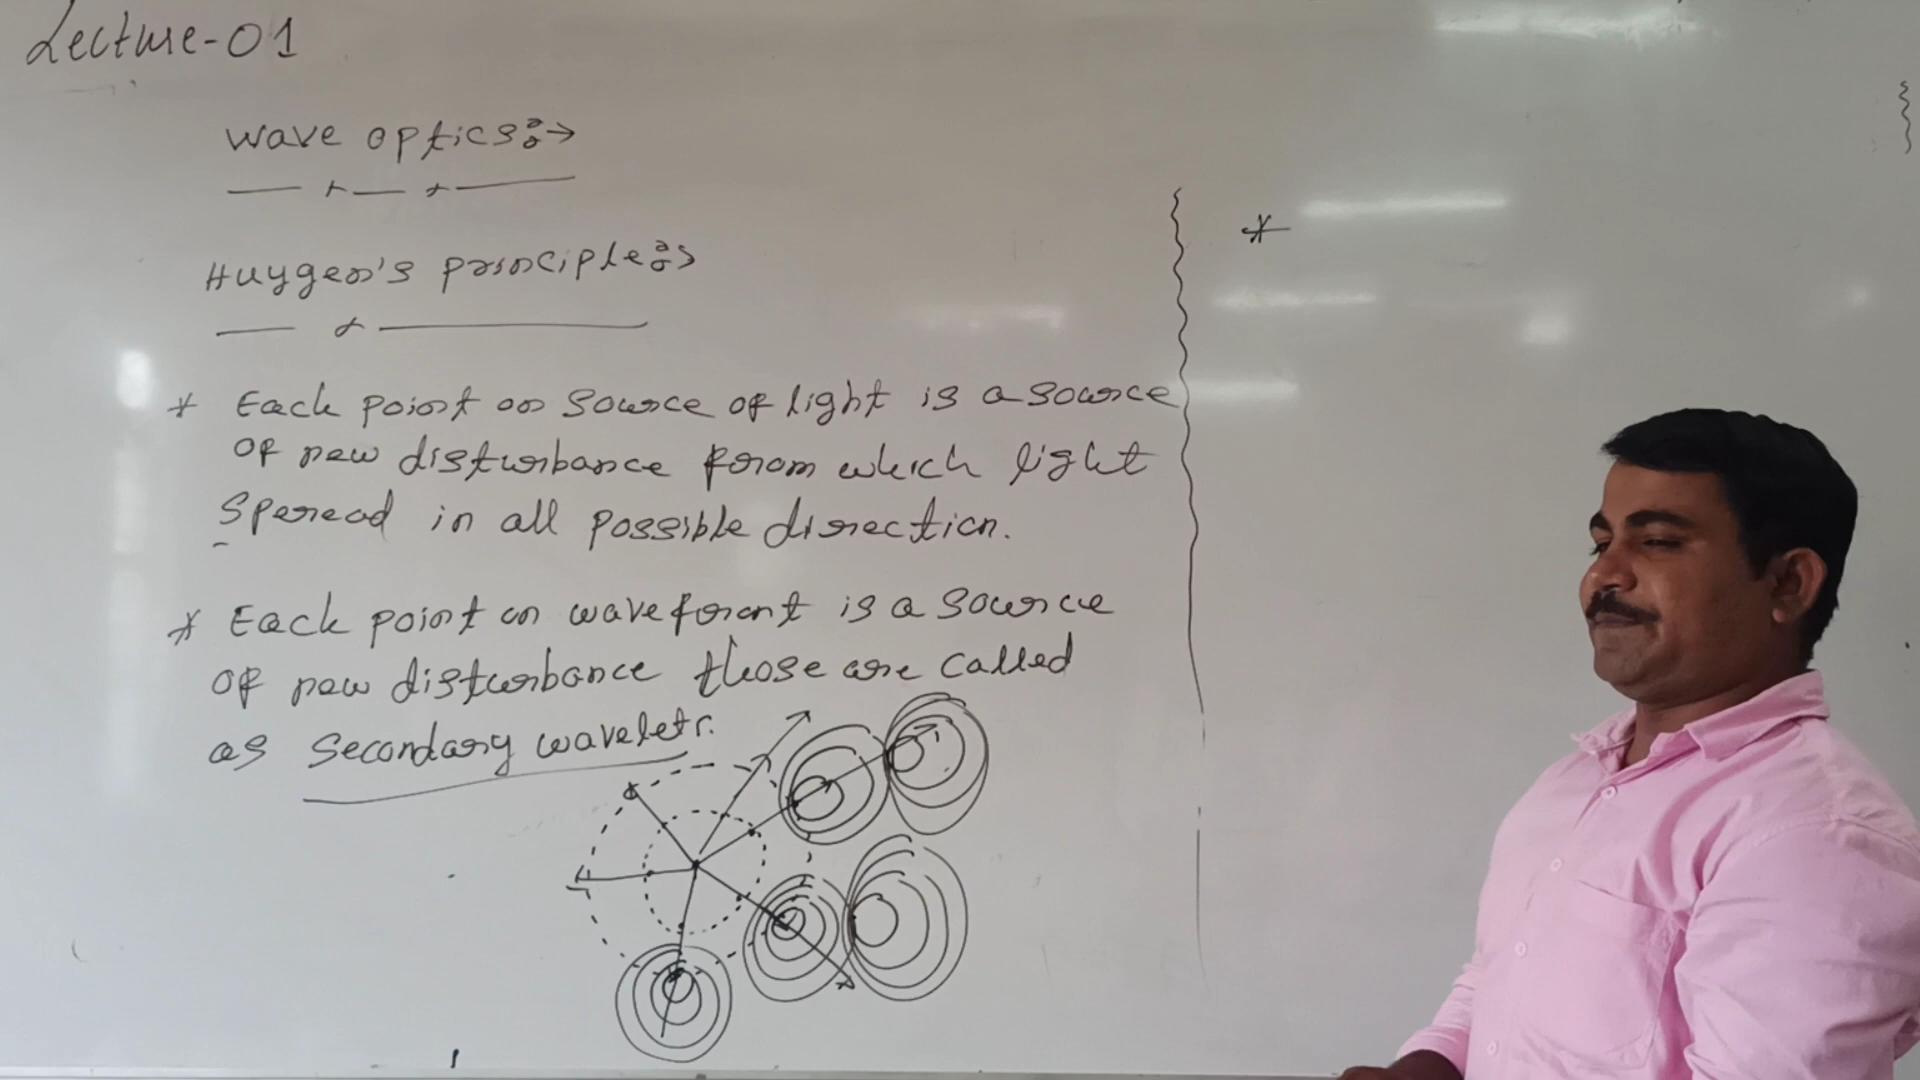 Lecture-01
Wave optics:→
Huygen's principle:→
* Each point on source of light is a source
of new disturbance from which light
spread in all possible direction.
* Each point on wavefront is a source
of new disturbance those are called
as secondary wavelets.
*